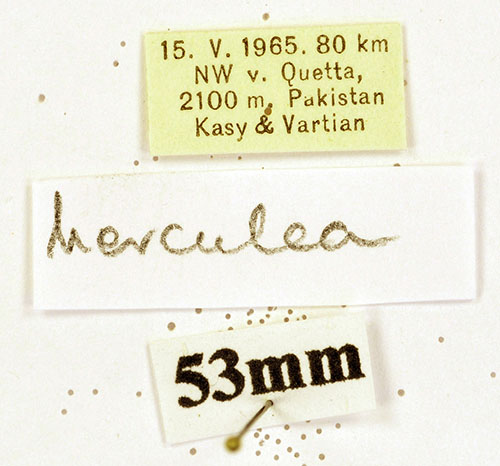 15. V. 1965. 80 km
NW v. Quetta,
2100 m, Pakistan
Kasy & Vartian
herculea
53mm